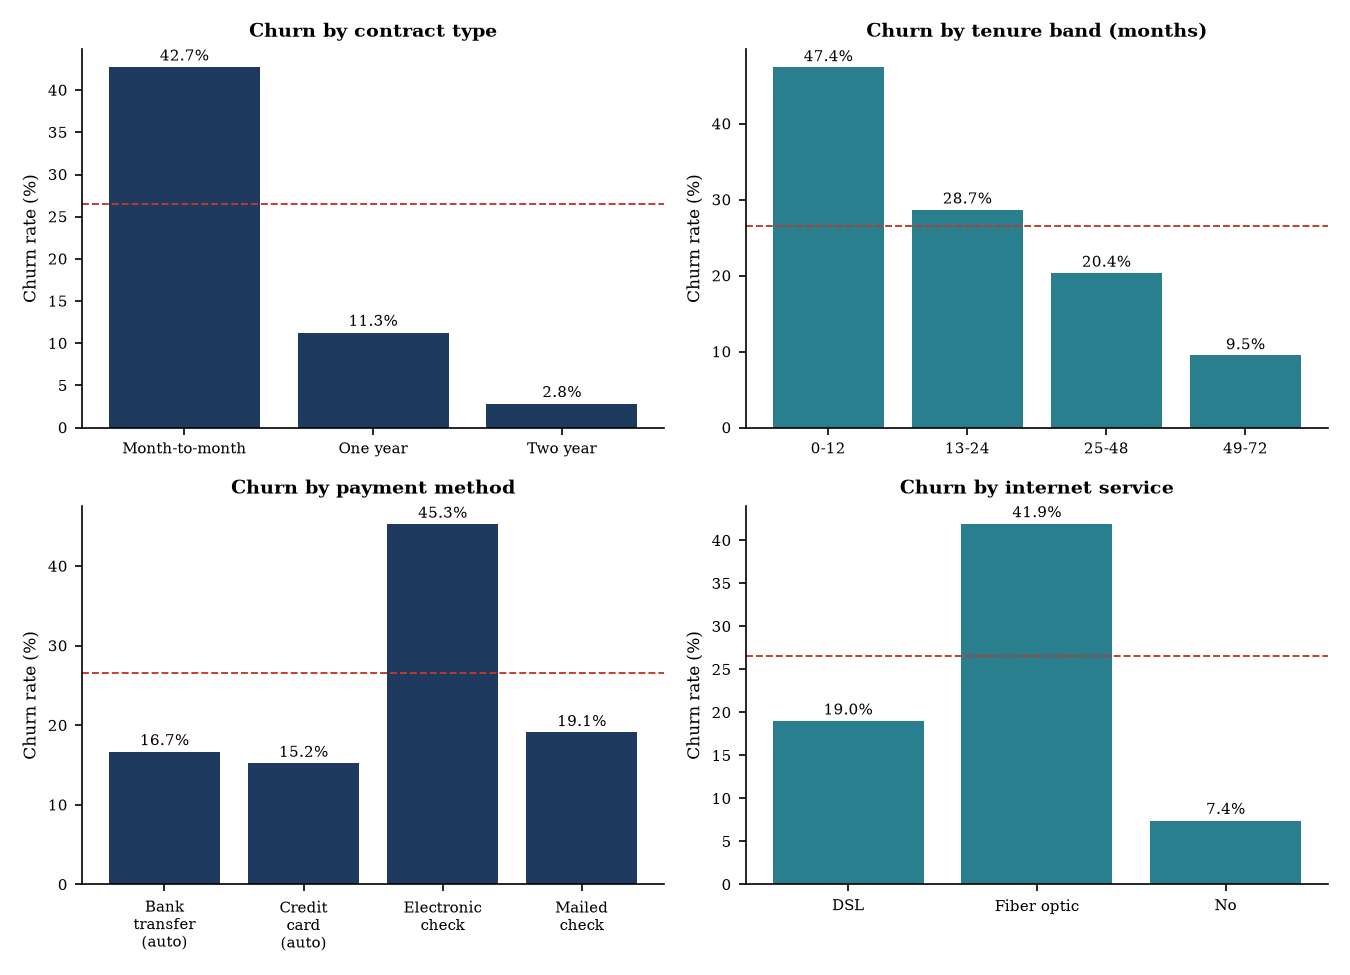 Churn by contract type
Churn rate (%)
40
35
30
25
20
15
10
5
0
42.7%
11.3%
2.8%
Month-to-month
One year
Two year
Churn by tenure band (months)
Churn rate (%)
40
30
20
10
0
47.4%
28.7%
20.4%
9.5%
0-12
13-24
25-48
49-72
Churn by payment method
Churn rate (%)
40
30
20
10
0
16.7%
15.2%
45.3%
19.1%
Bank
transfer
(auto)
Credit
card
(auto)
Electronic
check
Mailed
check
Churn by internet service
Churn rate (%)
40
35
30
25
20
15
10
5
0
19.0%
41.9%
7.4%
DSL
Fiber optic
No